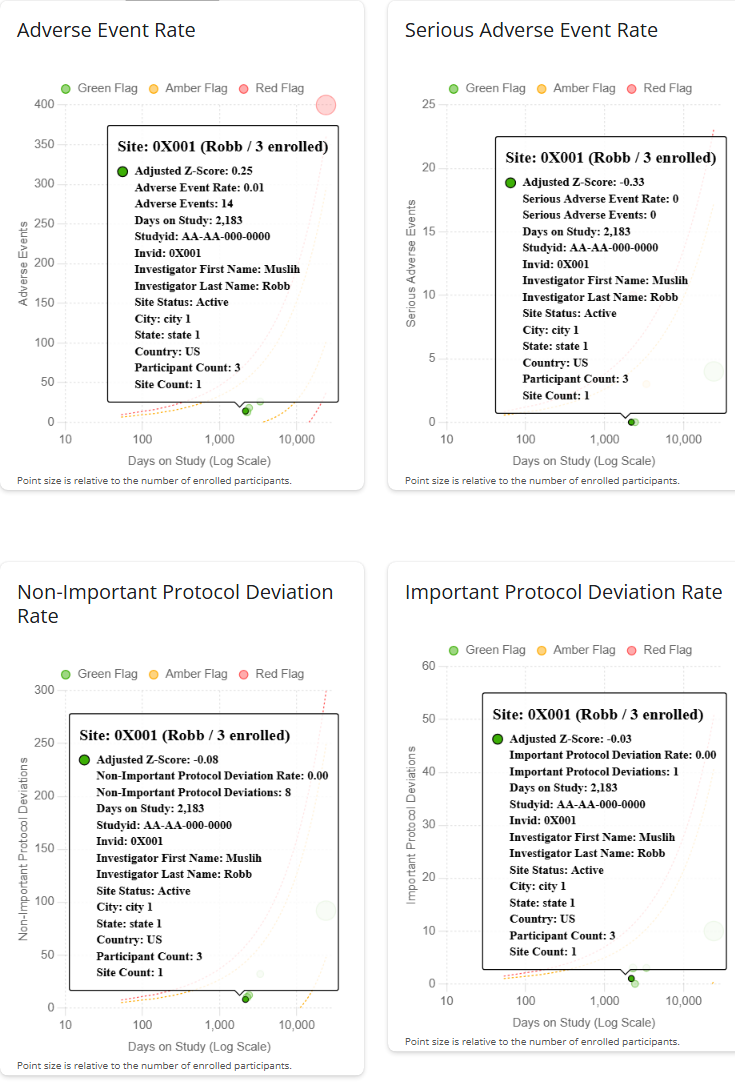 Adverse Event Rate
Green Flag
Amber Flag
Red Flag
400
350
300
250
200
150
100
50
0
Adverse Events
Site: 0X001 (Robb / 3 enrolled)
Adjusted Z-Score: 0.25
Adverse Event Rate: 0.01
Adverse Events: 14
Days on Study: 2,183
Studyid: AA-AA-000-0000
Invid: 0X001
Investigator First Name: Muslih
Investigator Last Name: Robb
Site Status: Active
City: city 1
State: state 1
Country: US
Participant Count: 3
Site Count: 1
10
100
1,000
10,000
Days on Study (Log Scale)
Point size is relative to the number of enrolled participants.
Serious Adverse Event Rate
Green Flag
Amber Flag
Red Flag
25
20
15
10
5
0
Serious Adverse Events
Site: 0X001 (Robb / 3 enrolled)
Adjusted Z-Score: -0.33
Serious Adverse Event Rate: 0
Serious Adverse Events: 0
Days on Study: 2,183
Studyid: AA-AA-000-0000
Invid: 0X001
Investigator First Name: Muslih
Investigator Last Name: Robb
Site Status: Active
City: city 1
State: state 1
Country: US
Participant Count: 3
Site Count: 1
10
100
1,000
10,000
Days on Study (Log Scale)
Point size is relative to the number of enrolled participants.
Non-Important Protocol Deviation
Rate
Green Flag
Amber Flag
Red Flag
300
250
200
150
100
50
0
Non-Important Protocol Deviations
Site: 0X001 (Robb / 3 enrolled)
Adjusted Z-Score: -0.08
Non-Important Protocol Deviation Rate: 0.00
Non-Important Protocol Deviations: 8
Days on Study: 2,183
Studyid: AA-AA-000-0000
Invid: 0X001
Investigator First Name: Muslih
Investigator Last Name: Robb
Site Status: Active
City: city 1
State: state 1
Country: US
Participant Count: 3
Site Count: 1
10
100
1,000
10,000
Days on Study (Log Scale)
Point size is relative to the number of enrolled participants.
Important Protocol Deviation Rate
Green Flag
Amber Flag
Red Flag
60
50
40
30
20
10
0
Important Protocol Deviations
Site: 0X001 (Robb / 3 enrolled)
Adjusted Z-Score: -0.03
Important Protocol Deviation Rate: 0.00
Important Protocol Deviations: 1
Days on Study: 2,183
Studyid: AA-AA-000-0000
Invid: 0X001
Investigator First Name: Muslih
Investigator Last Name: Robb
Site Status: Active
City: city 1
State: state 1
Country: US
Participant Count: 3
Site Count: 1
10
100
1,000
10,000
Days on Study (Log Scale)
Point size is relative to the number of enrolled participants.